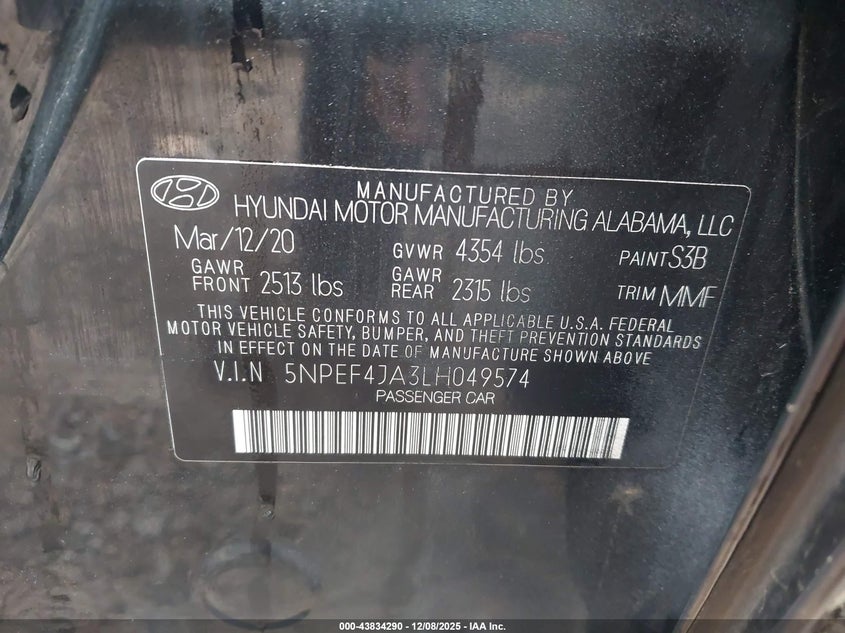 MANUFACTURED BY
HYUNDAI MOTOR MANUFACTURING ALABAMA, LLC
Mar/12/20 GVWR 4354 lbs. PAINT S3B
GAWR FRONT 2513 lbs GAWR REAR 2315 lbs TRIM MMF
THIS VEHICLE CONFORMS TO ALL APPLICABLE U.S.A. FEDERAL
MOTOR VEHICLE SAFETY, BUMPER, AND THEFT PREVENTION STANDARDS
IN EFFECT ON THE DATE OF MANUFACTURE SHOWN ABOVE
V.I.N 5NPEF4JA3LH049574
PASSENGER CAR
000-43834290 - 12/08/2025 - IAA Inc.